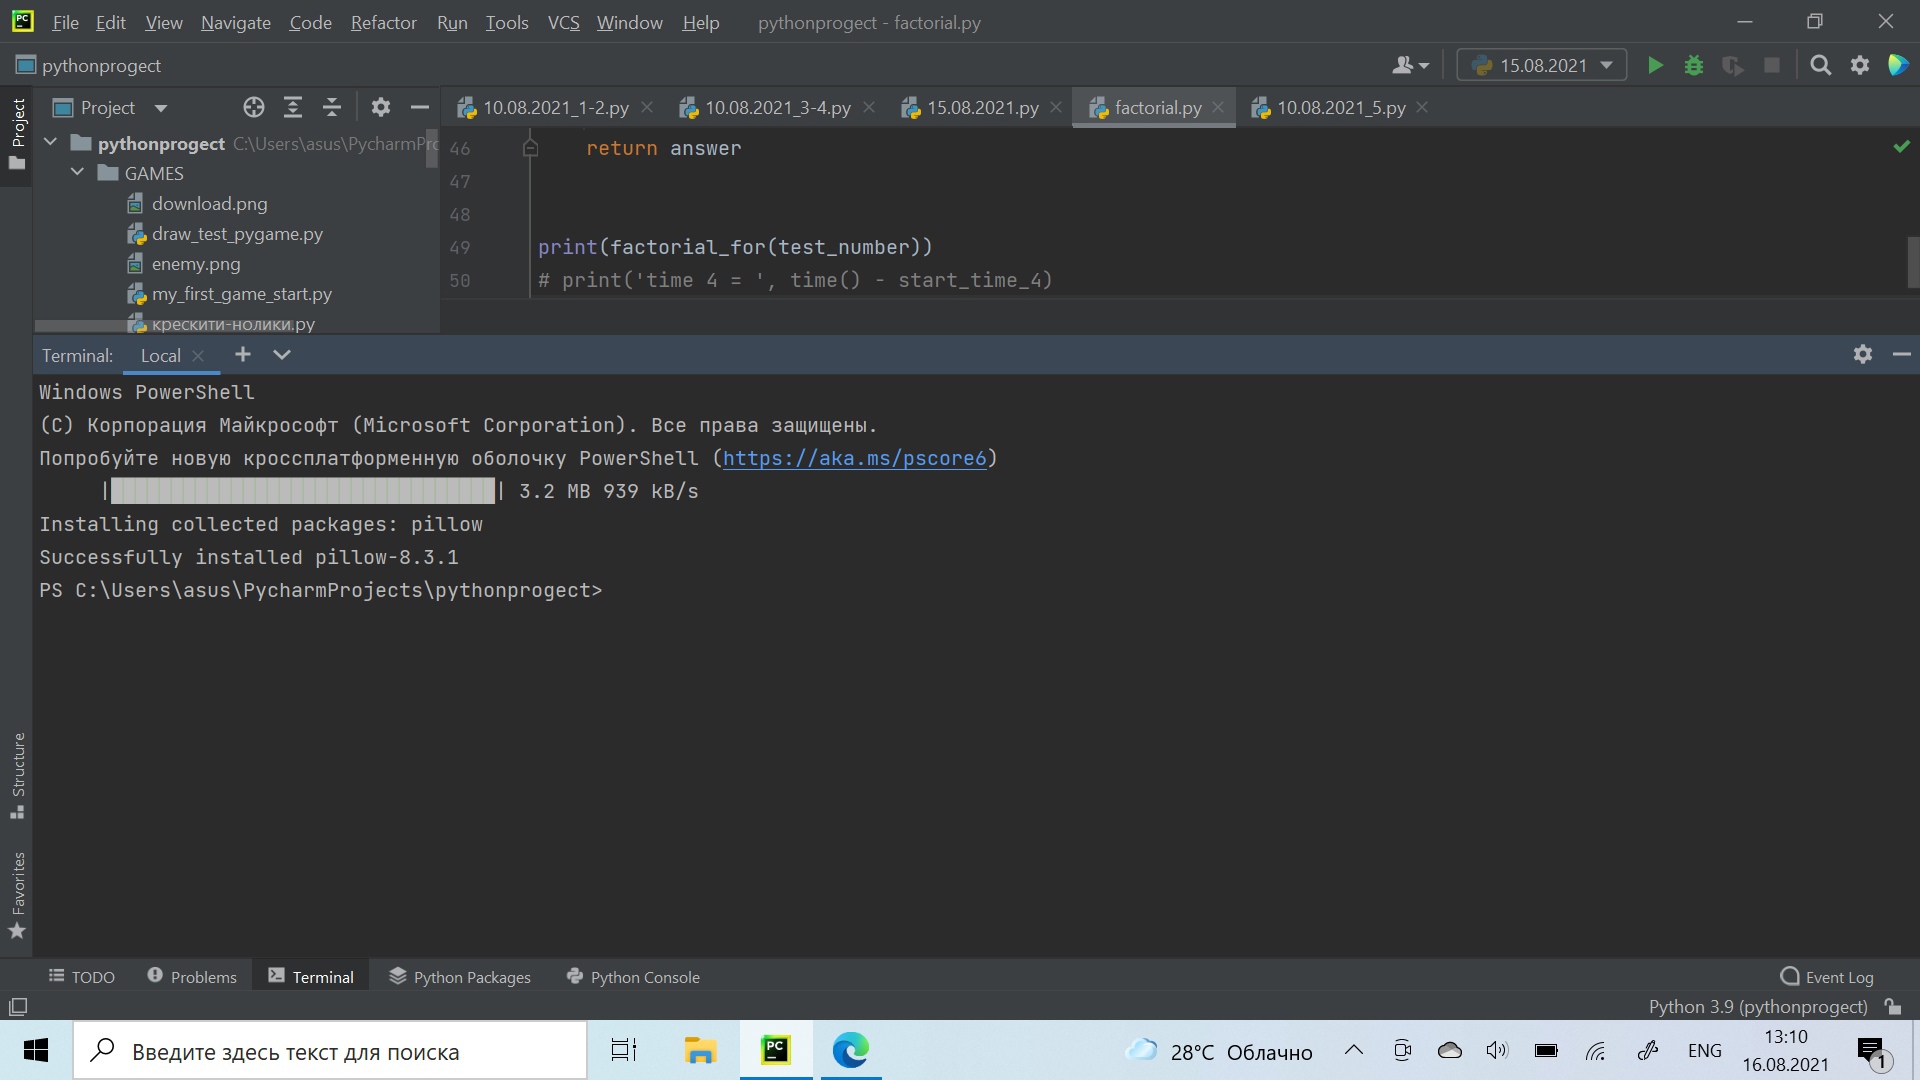 PC File Edit View Navigate Code Refactor Run Tools VCS Window Help pythonprogect - factorial.py
pythonprogect 15.08.2021
Project 10.08.2021_1-2.py 10.08.2021_3-4.py 15.08.2021.py factorial.py 10.08.2021_5.py
Project
pythonprogect C:\Users\asus\PycharmPro
GAMES
download.png
draw_test_pygame.py
enemy.png
my_first_game_start.py
крескити-нолики.py
46 return answer
47
48
49 print(factorial_for(test_number))
50 # print('time 4 = ', time() - start_time_4)
Terminal: Local
Windows PowerShell
(C) Корпорация Майкрософт (Microsoft Corporation). Все права защищены.
Попробуйте новую кроссплатформенную оболочку PowerShell (https://aka.ms/pscore6)
| | 3.2 MB 939 kB/s
Installing collected packages: pillow
Successfully installed pillow-8.3.1
PS C:\Users\asus\PycharmProjects\pythonprogect>
Structure
Favorites
TODO Problems Terminal Python Packages Python Console Event Log
Python 3.9 (pythonprogect)
Введите здесь текст для поиска PC 28°C Облачно ENG 13:10
16.08.2021 1